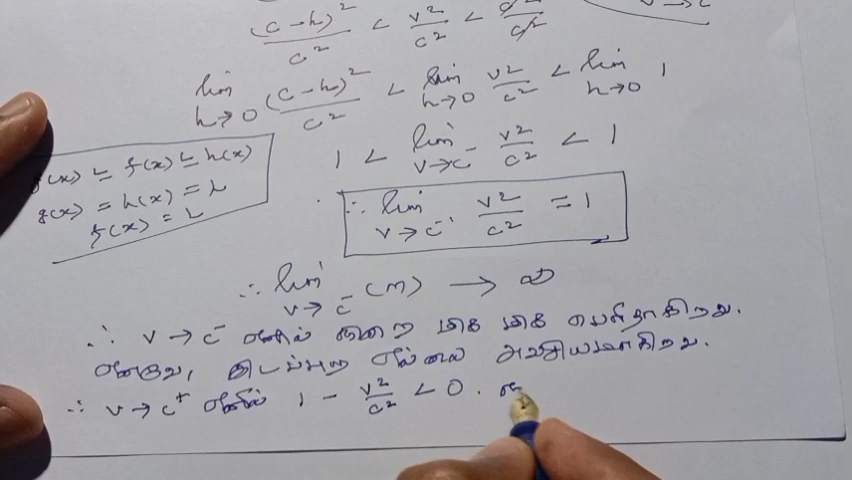 (c-h)²/c² < v²/c² < c²/c²
v → c
lim h→0 (c-h)²/c² < lim h→0 v²/c² < lim h→0 1
1 < lim v→c⁻ v²/c² < 1
g(x) ≤ f(x) ≤ h(x)
g(x) = h(x) = L
f(x) = L
∴ lim v→c⁻ v²/c² = 1
∴ lim v→c⁻ (m) → ∞
∴ v → c⁻ எனில் நிறை மிக மிக பெரிதாகிறது.
எனவே, இடப்புற எல்லை அவசியமாகிறது.
∴ v → c⁺ எனில் 1 - v²/c² < 0.